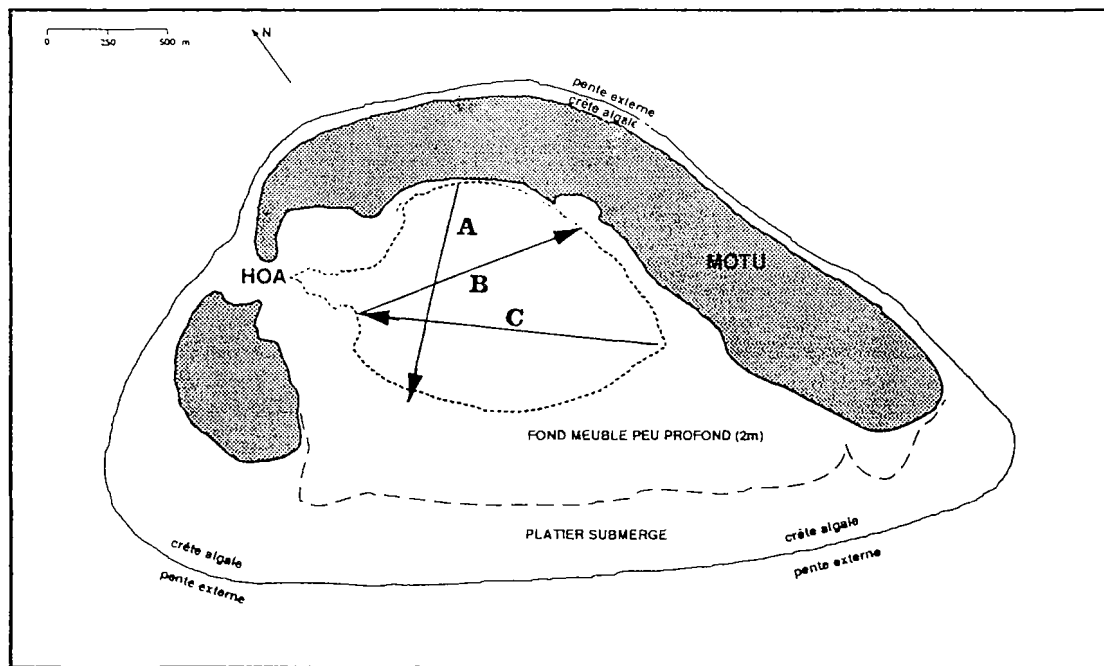 0 250 500 m
N
pente externe
crête algale
A
HOA
B
MOTU
C
FOND MEUBLE PEU PROFOND (2m)
PLATIER SUBMERGE
crête algale
pente externe
crête algale
pente externe